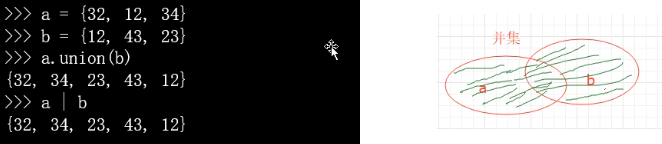 >>> a = {32, 12, 34}
>>> b = {12, 43, 23}
>>> a.union(b)
{32, 34, 23, 43, 12}
>>> a | b
{32, 34, 23, 43, 12}
并集
a
b